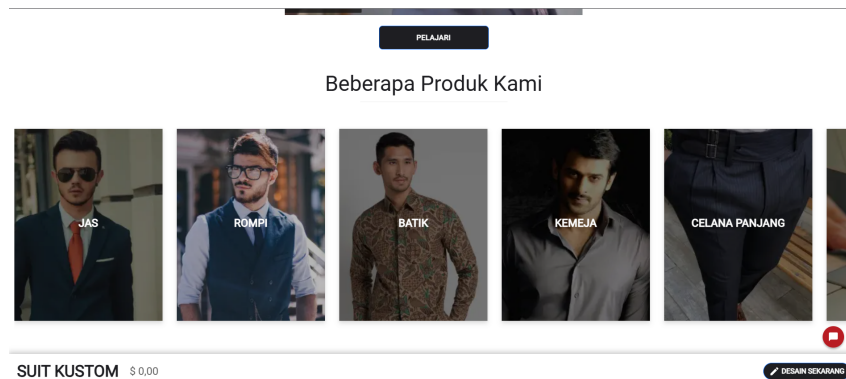 PELAJARI
Beberapa Produk Kami
JAS
ROMPI
BATIK
KEMEJA
CELANA PANJANG
SUIT KUSTOM $ 0,00
DESAIN SEKARANG